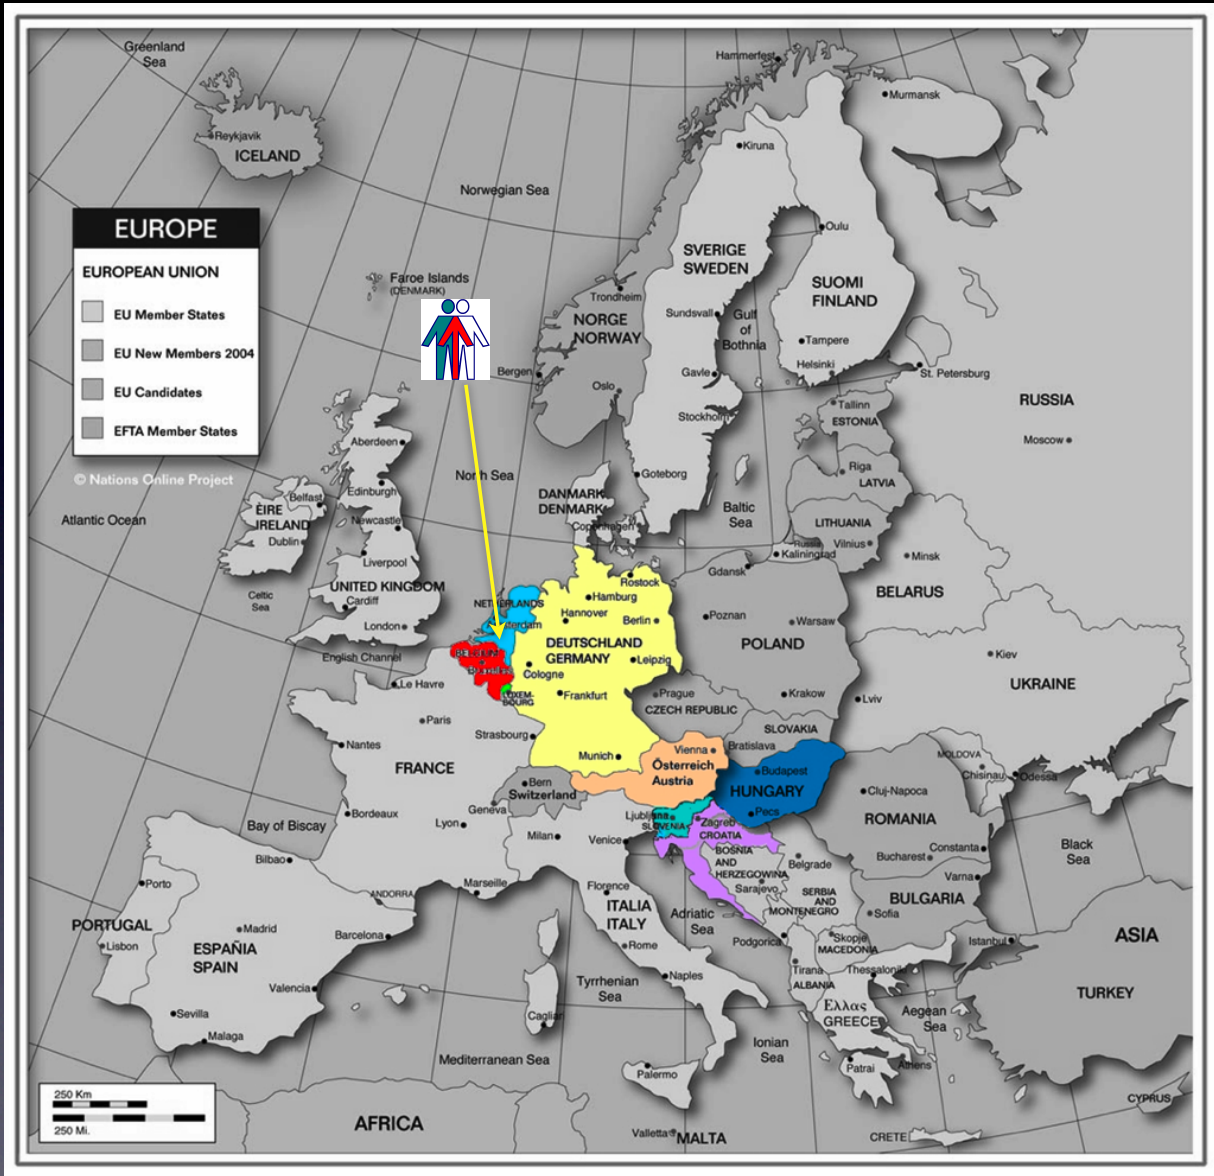 Greenland
Sea
Hammerfest
Murmansk
Reykjavik
ICELAND
Kiruna
Norwegian Sea
EUROPE
EUROPEAN UNION
EU Member States
EU New Members 2004
EU Candidates
EFTA Member States
© Nations Online Project
Faroe Islands
(DENMARK)
Oulu
SVERIGE
SWEDEN
SUOMI
FINLAND
Trondheim
NORGE
NORWAY
Sundsvall
Gulf
of
Bothnia
Tampere
Helsinki
Bergen
Oslo
Gavle
St. Petersburg
Stockholm
Tallinn
ESTONIA
RUSSIA
Moscow
Aberdeen
North Sea
Goteborg
Riga
LATVIA
Edinburgh
Belfast
DANMARK
DENMARK
Baltic
Sea
Atlantic Ocean
ÈIRE
IRELAND
Dublin
Newcastle
Copenhagen
LITHUANIA
Russia
Vilnius
Kaliningrad
Minsk
Liverpool
Gdansk
UNITED KINGDOM
Celtic
Sea
Cardiff
London
NETHERLANDS
Rostock
Hamburg
Hannover
Berlin
BELARUS
Poznan
Warsaw
English Channel
DEUTSCHLAND
GERMANY
Leipzig
Cologne
POLAND
Kiev
Le Havre
LUXEM-
BOURG
Frankfurt
Prague
CZECH REPUBLIC
Krakow
Lviv
UKRAINE
Paris
Strasbourg
SLOVAKIA
Nantes
Munich
Vienna
Bratislava
Österreich
Austria
Budapest
HUNGARY
MOLDOVA
Chisinau
Odessa
FRANCE
Bern
Switzerland
Geneva
Cluj-Napoca
Bordeaux
Lyon
Pecs
ROMANIA
Bay of Biscay
Milan
Venice
Zagreb
CROATIA
Constanta
Bucharest
Black
Sea
Bilbao
BOSNIA
AND
HERZEGOWINA
Sarajevo
Belgrade
Varna
Porto
Marseille
ANDORRA
Florence
SERBIA
AND
MONTENEGRO
BULGARIA
Sofia
ITALIA
ITALY
Adriatic
Sea
PORTUGAL
Lisbon
Madrid
ESPAÑIA
SPAIN
Barcelona
Rome
Podgorica
Skopje
MACEDONIA
Istanbul
ASIA
Valencia
Tyrrhenian
Sea
Naples
Tirana
ALBANIA
Thessaloniki
TURKEY
Sevilla
Malaga
Cagliari
Ελλας
GREECE
Aegean
Sea
Mediterranean Sea
Ionian
Sea
Palermo
Patrai
Athens
250 Km
250 Mi.
AFRICA
Valletta
MALTA
CRETE
CYPRUS